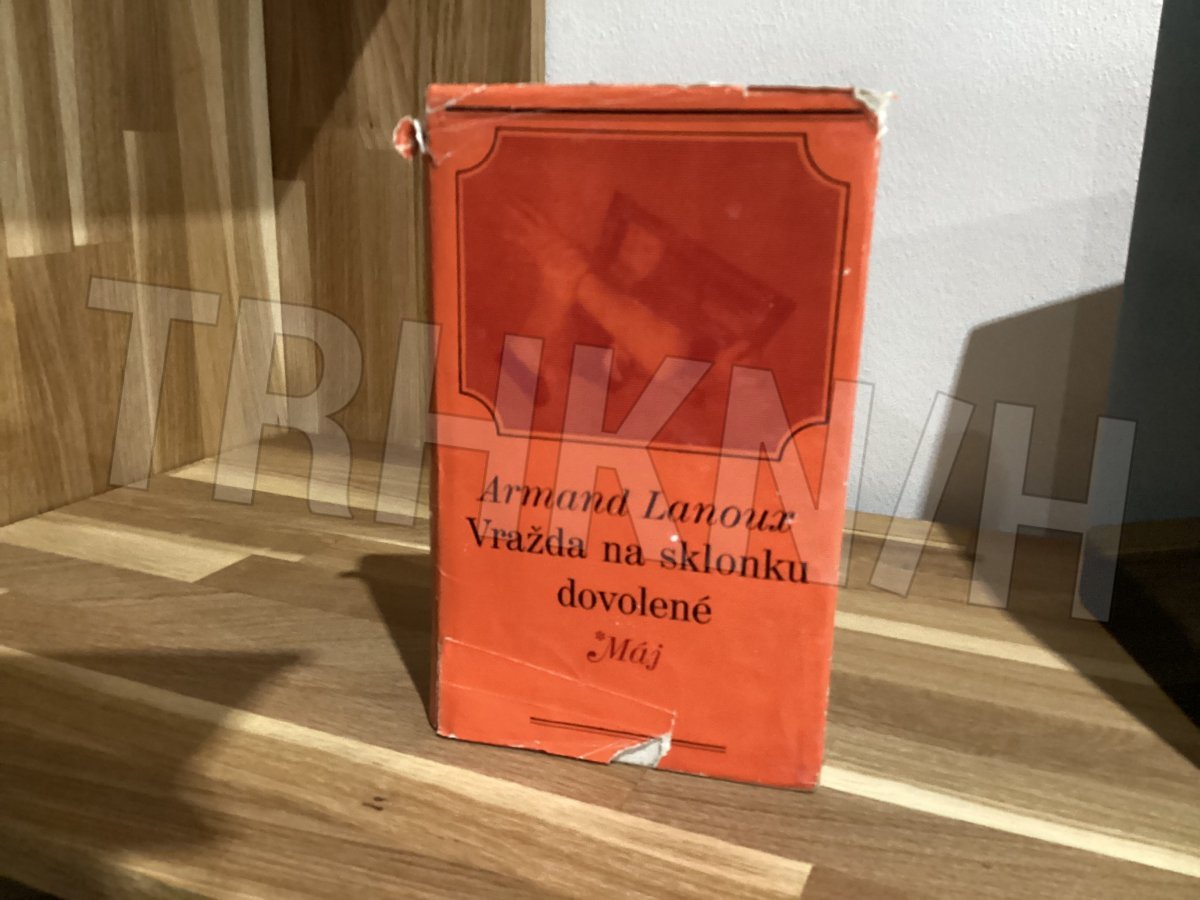 Armand Lanoux
Vražda na sklonku
dovolené
*Máj
TRHKNIH